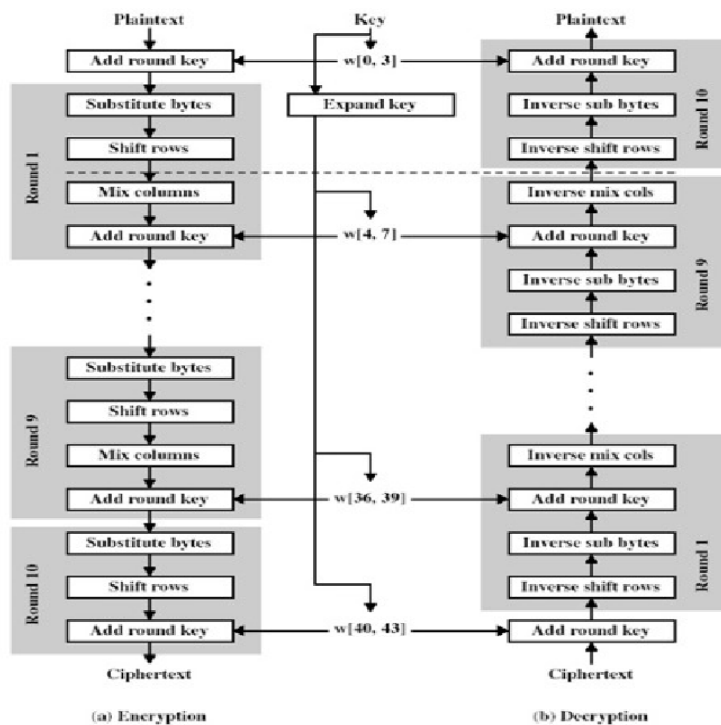 Plaintext
Add round key
Substitute bytes
Shift rows
Mix columns
Add round key
Round 1
Substitute bytes
Shift rows
Mix columns
Add round key
Round 9
Substitute bytes
Shift rows
Add round key
Round 10
Ciphertext
(a) Encryption
Key
w[0, 3]
Expand key
w[4, 7]
w[36, 39]
w[40, 43]
Plaintext
Add round key
Inverse sub bytes
Inverse shift rows
Round 10
Inverse mix cols
Add round key
Inverse sub bytes
Inverse shift rows
Round 9
Inverse mix cols
Add round key
Inverse sub bytes
Inverse shift rows
Round 1
Add round key
Ciphertext
(b) Decryption